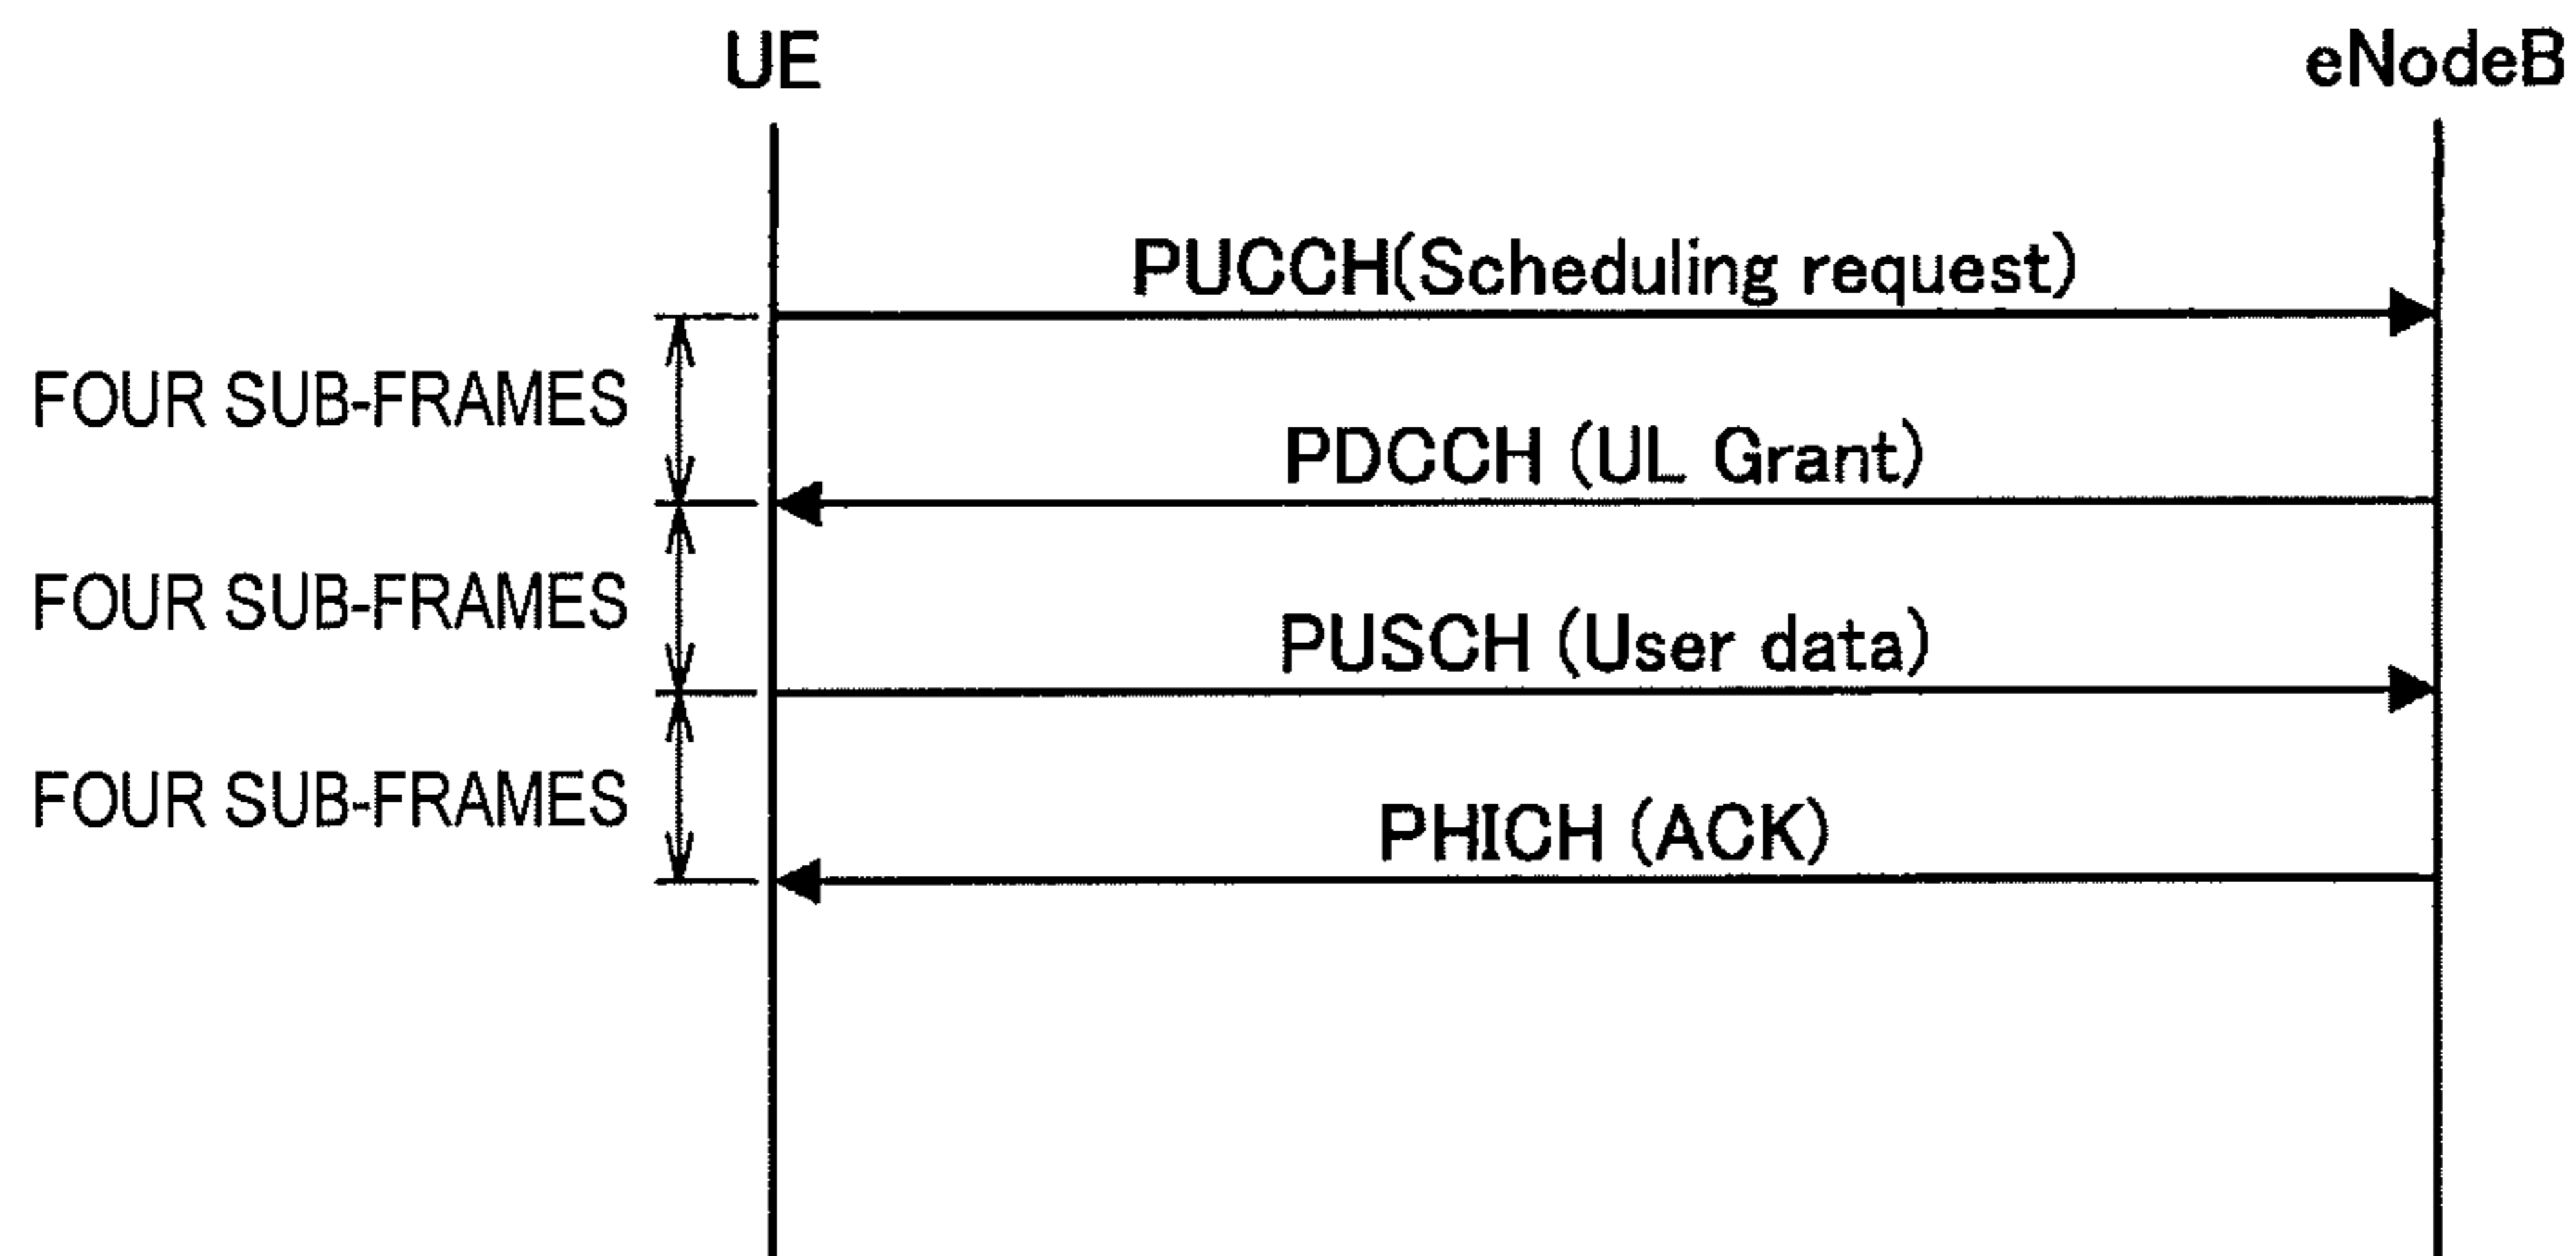 UE
eNodeB
PUCCH(Scheduling request)
FOUR SUB-FRAMES
PDCCH (UL Grant)
FOUR SUB-FRAMES
PUSCH (User data)
FOUR SUB-FRAMES
PHICH (ACK)